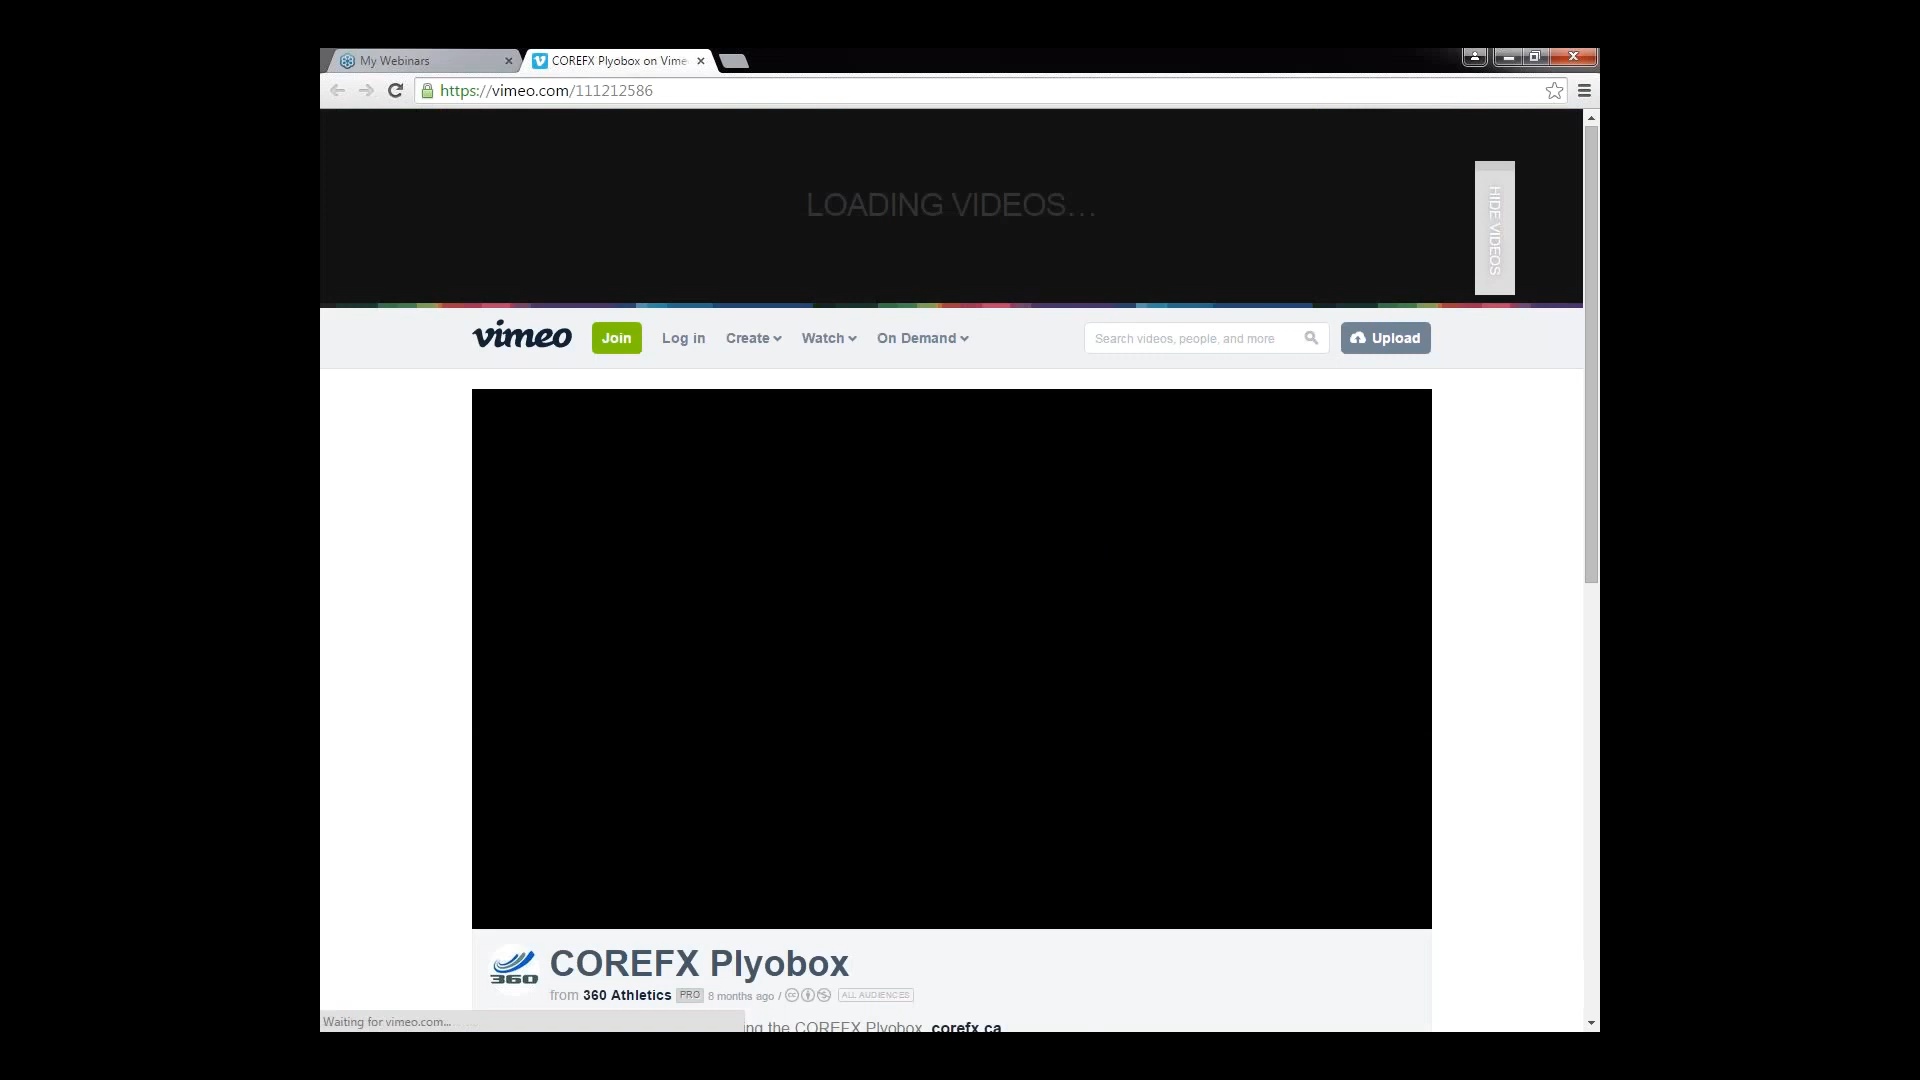 My Webinars
COREFX Plyobox on Vime
https://vimeo.com/111212586
LOADING VIDEOS...
HIDE VIDEOS
vimeo
Join
Log in
Create
Watch
On Demand
Search videos, people, and more
Upload
360
COREFX Plyobox
from 360 Athletics PRO 8 months ago / ALL AUDIENCES
Waiting for vimeo.com...
ng the COREFX Plyobox. corefx.ca